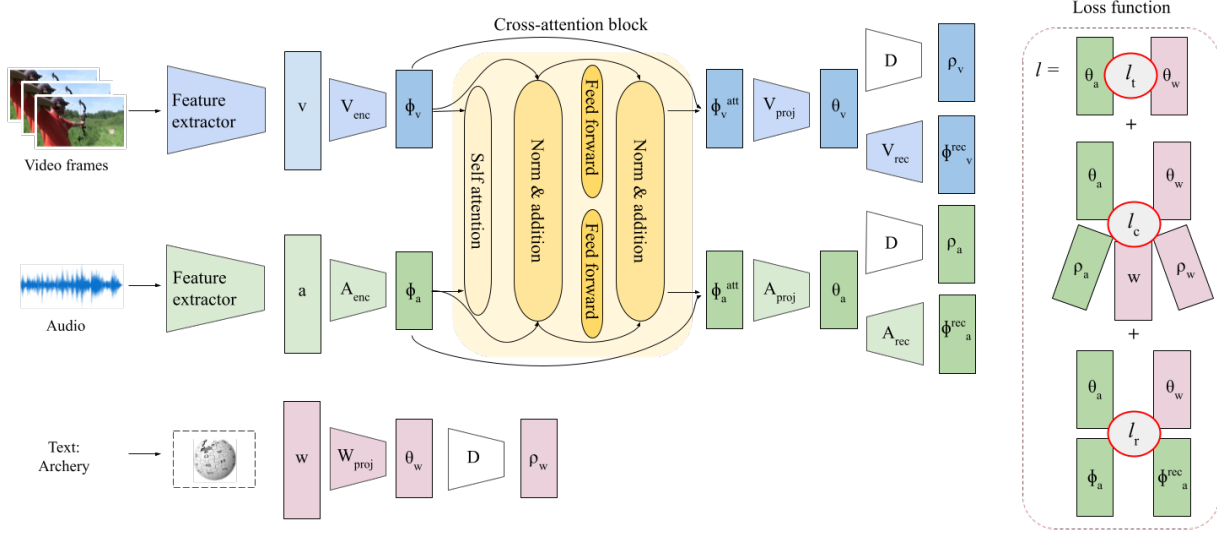 Cross-attention block
Loss function
Video frames
Feature
extractor
v
V_enc
ϕ_v
Self attention
Norm & addition
Feed forward
Feed forward
Norm & addition
ϕ_v^att
V_proj
θ_v
D
ρ_v
V_rec
ϕ^rec_v
Audio
Feature
extractor
a
A_enc
ϕ_a
ϕ_a^att
A_proj
θ_a
D
ρ_a
A_rec
ϕ^rec_a
Text:
Archery
w
W_proj
θ_w
D
ρ_w
l =
θ_a
l_t
θ_w
+
θ_a
θ_w
l_c
ρ_a
w
ρ_w
+
θ_a
θ_w
l_r
ϕ_a
ϕ^rec_a